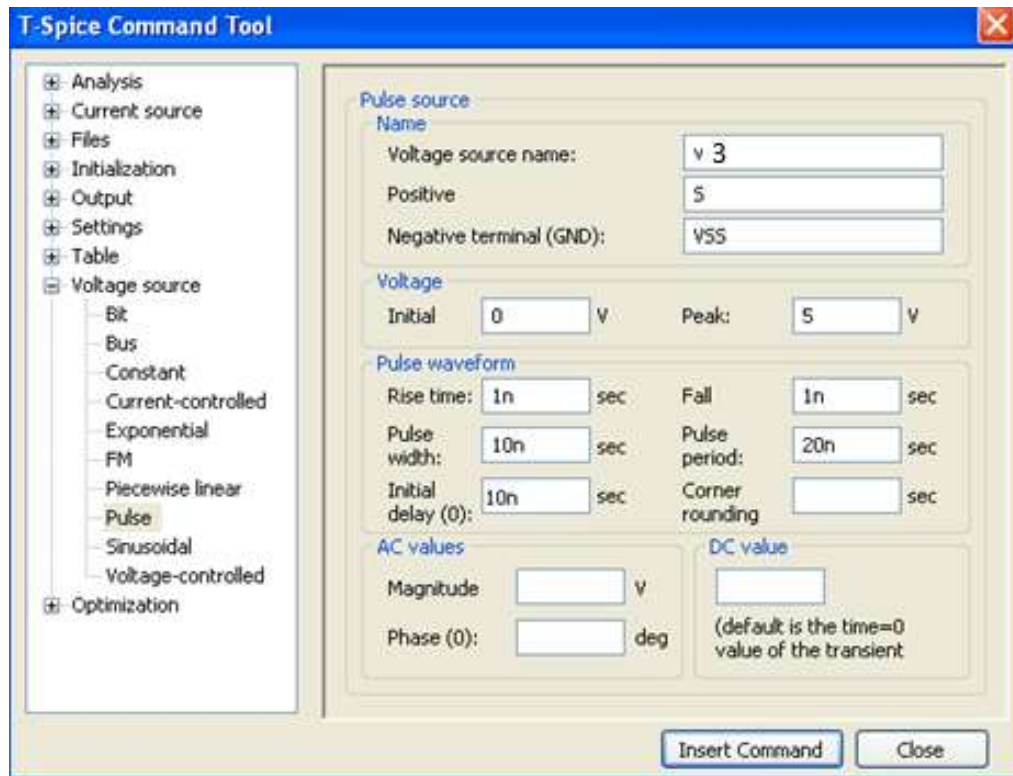 T-Spice Command Tool
Analysis
Current source
Files
Initialization
Output
Settings
Table
Voltage source
Bit
Bus
Constant
Current-controlled
Exponential
FM
Piecewise linear
Pulse
Sinusoidal
Voltage-controlled
Optimization
Pulse source
Name
Voltage source name: v 3
Positive S
Negative terminal (GND): VSS
Voltage
Initial 0 V Peak: 5 V
Pulse waveform
Rise time: 1n sec Fall 1n sec
Pulse width: 10n sec Pulse period: 20n sec
Initial delay (0): 10n sec Corner rounding sec
AC values
Magnitude V
Phase (0): deg
DC value
(default is the time=0
value of the transient
Insert Command Close